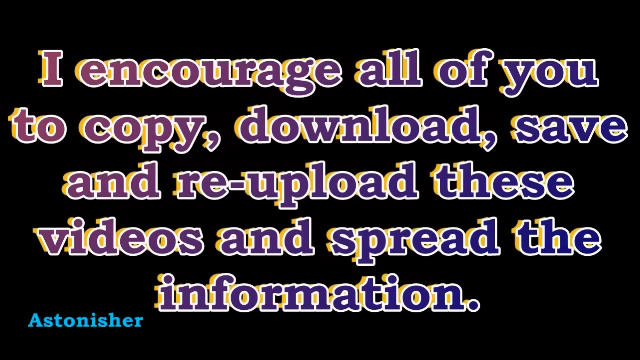 I encourage all of you
to copy, download, save
and re-upload these
videos and spread the
information.
Astonisher